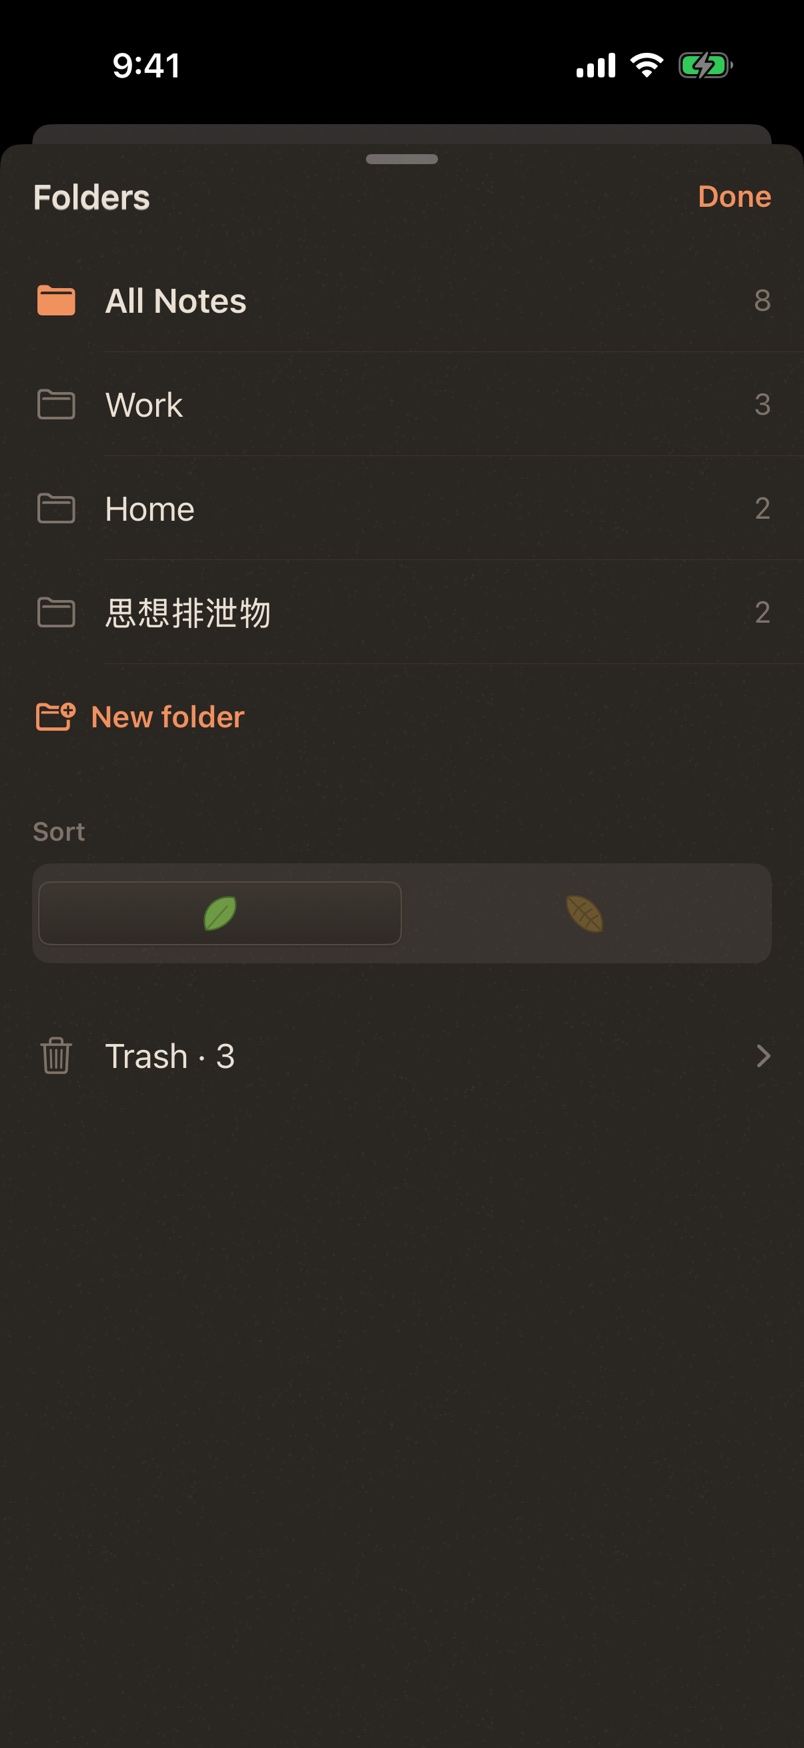 9:41
Folders
Done
All Notes
8
Work
3
Home
2
思想排泄物
2
New folder
Sort
Trash · 3